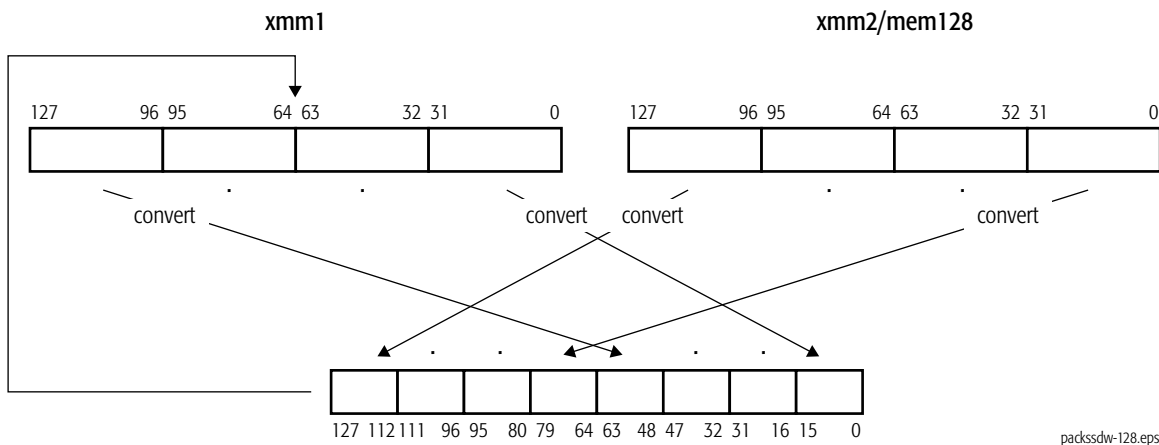 xmm1 xmm2/mem128
127 96 95 64 63 32 31 0 127 96 95 64 63 32 31 0
convert convert convert convert
127 112 111 96 95 80 79 64 63 48 47 32 31 16 15 0
packssdw-128.eps